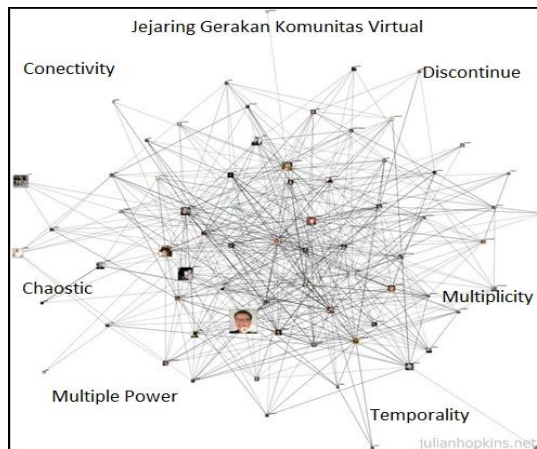 Jejaring Gerakan Komunitas Virtual
Conectivity
Discontinue
Chaostic
Multiplicity
Multiple Power
Temporality
julianhopkins.net